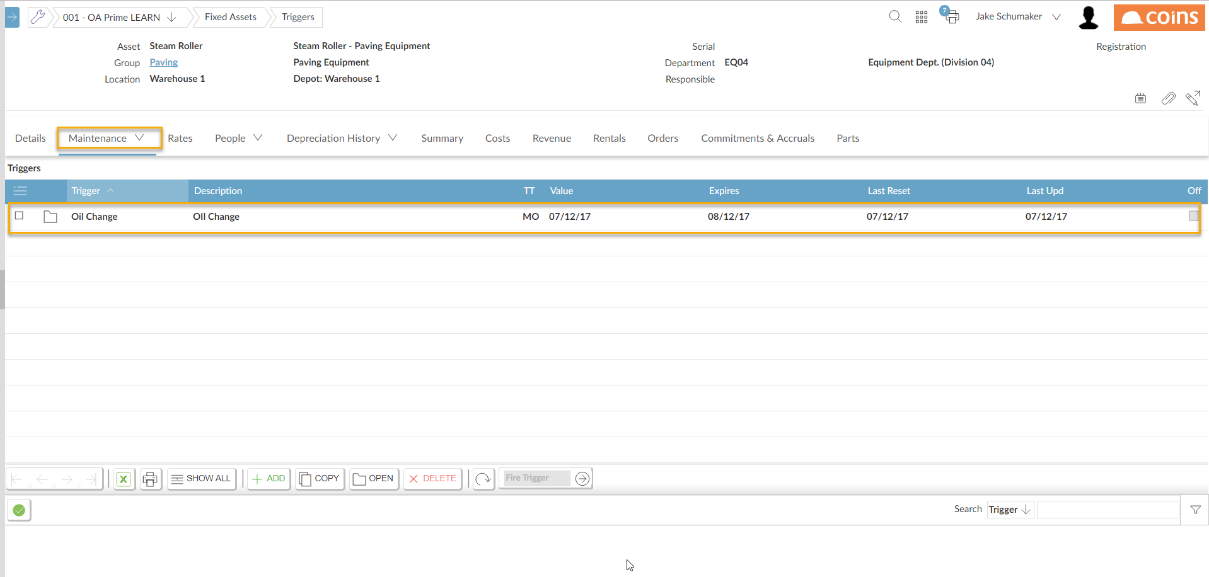 001 - OA Prime LEARN Fixed Assets Triggers 7 Jake Schumaker coins
Asset Steam Roller Steam Roller - Paving Equipment Serial Registration
Group Paving Paving Equipment Department EQ04 Equipment Dept. (Division 04)
Location Warehouse 1 Depot: Warehouse 1 Responsible
Details Maintenance Rates People Depreciation History Summary Costs Revenue Rentals Orders Commitments & Accruals Parts
Triggers
Trigger Description TT Value Expires Last Reset Last Upd Off
Oil Change OIl Change MO 07/12/17 08/12/17 07/12/17 07/12/17
X SHOW ALL ADD COPY OPEN DELETE Fire Trigger
Search Trigger